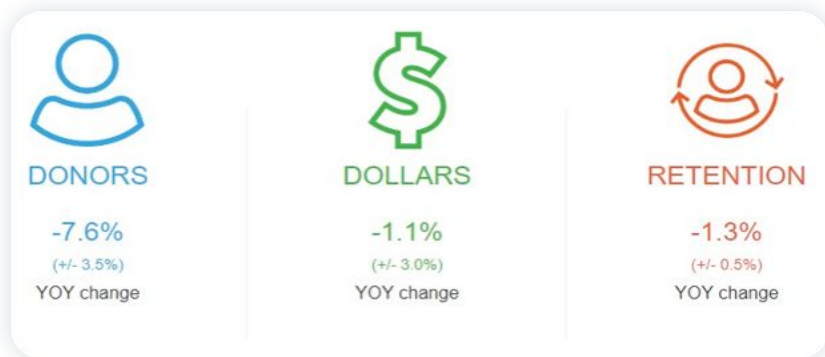 DONORS
-7.6%
(+/- 3.5%)
YOY change
DOLLARS
-1.1%
(+/- 3.0%)
YOY change
RETENTION
-1.3%
(+/- 0.5%)
YOY change